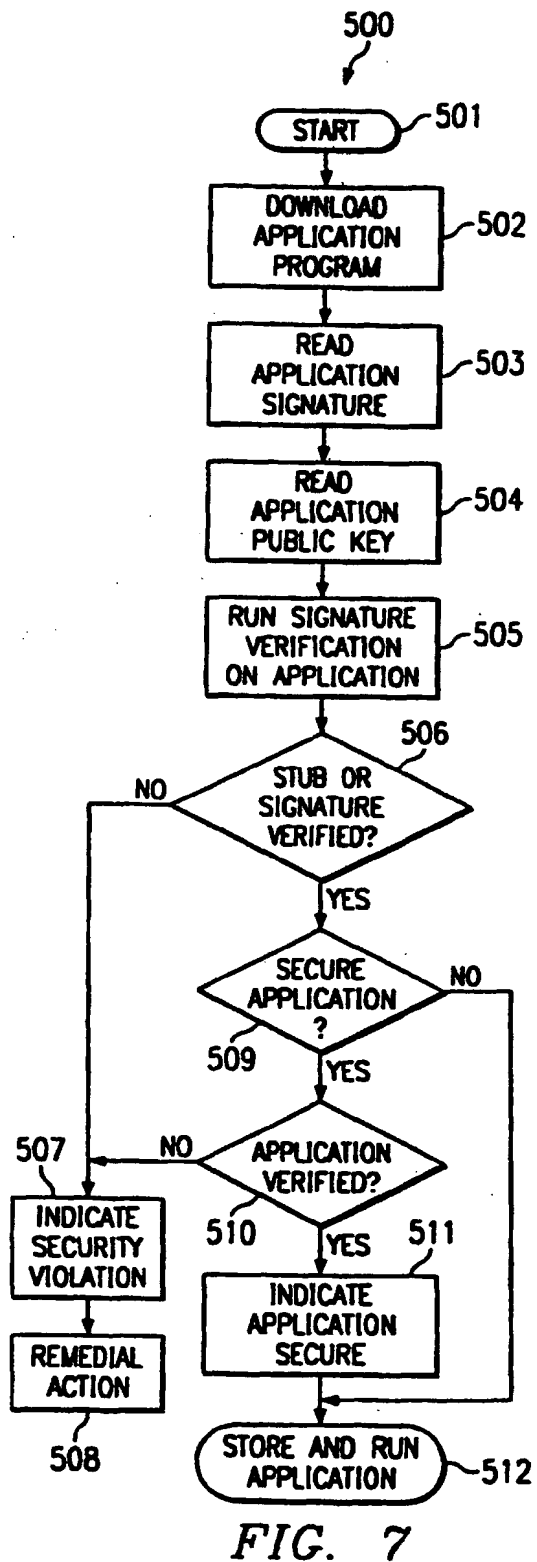 500
START
501
DOWNLOAD
APPLICATION
PROGRAM
502
READ
APPLICATION
SIGNATURE
503
READ
APPLICATION
PUBLIC KEY
504
RUN SIGNATURE
VERIFICATION
ON APPLICATION
505
506
STUB OR
SIGNATURE
VERIFIED?
NO
YES
SECURE
APPLICATION
?
NO
509
YES
APPLICATION
VERIFIED?
NO
510
YES
507
INDICATE
SECURITY
VIOLATION
511
INDICATE
APPLICATION
SECURE
REMEDIAL
ACTION
508
STORE AND RUN
APPLICATION
512
FIG. 7